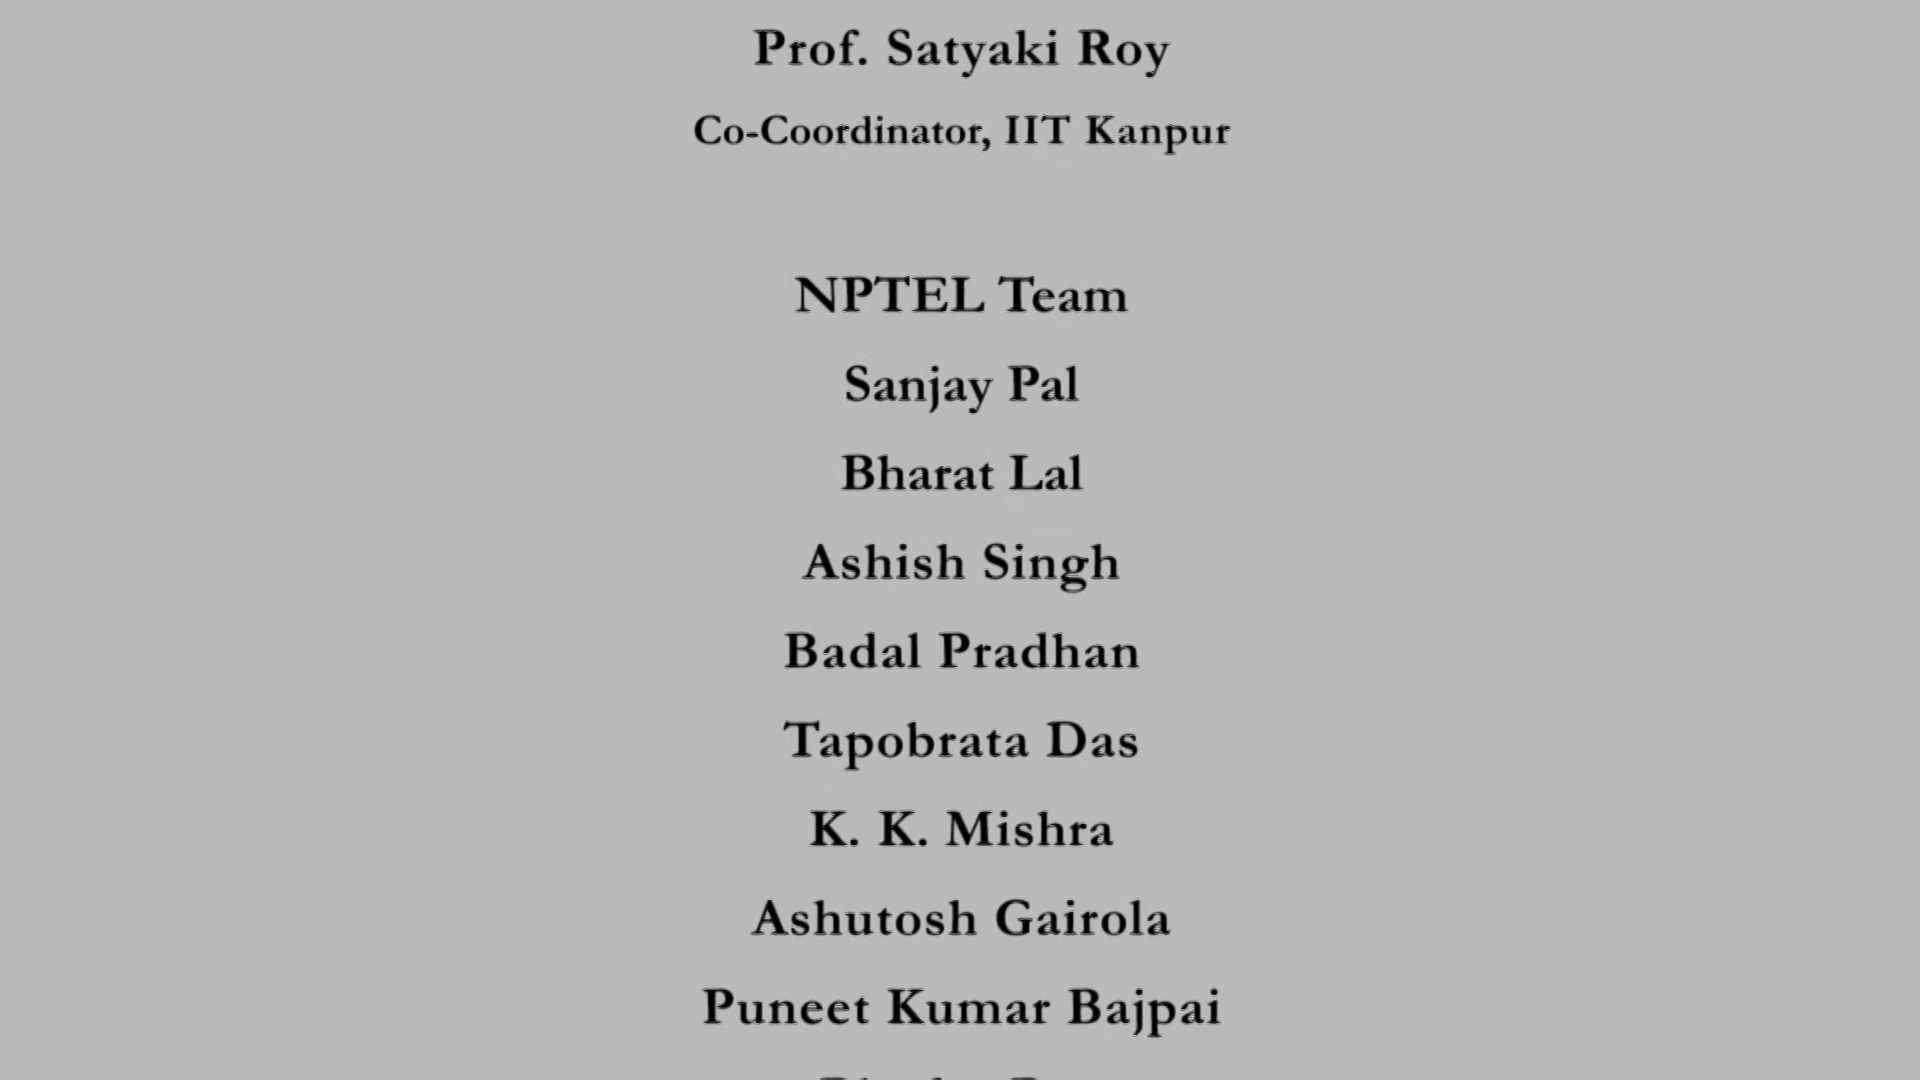 Prof. Satyaki Roy
Co-Coordinator, IIT Kanpur
NPTEL Team
Sanjay Pal
Bharat Lal
Ashish Singh
Badal Pradhan
Tapobrata Das
K. K. Mishra
Ashutosh Gairola
Puneet Kumar Bajpai